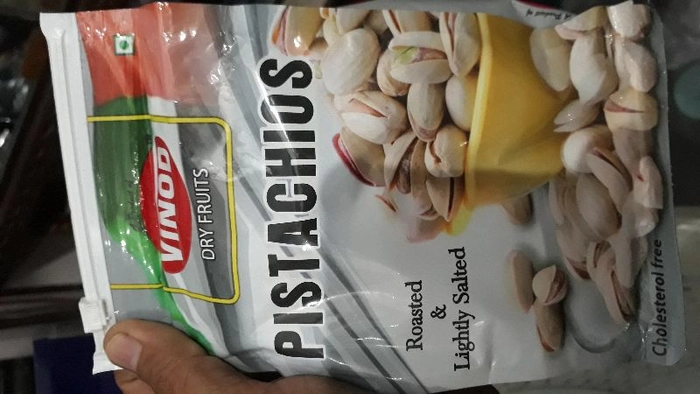 VINOD
DRY FRUITS
PISTACHIOS
Roasted
&
Lightly Salted
Cholesterol free